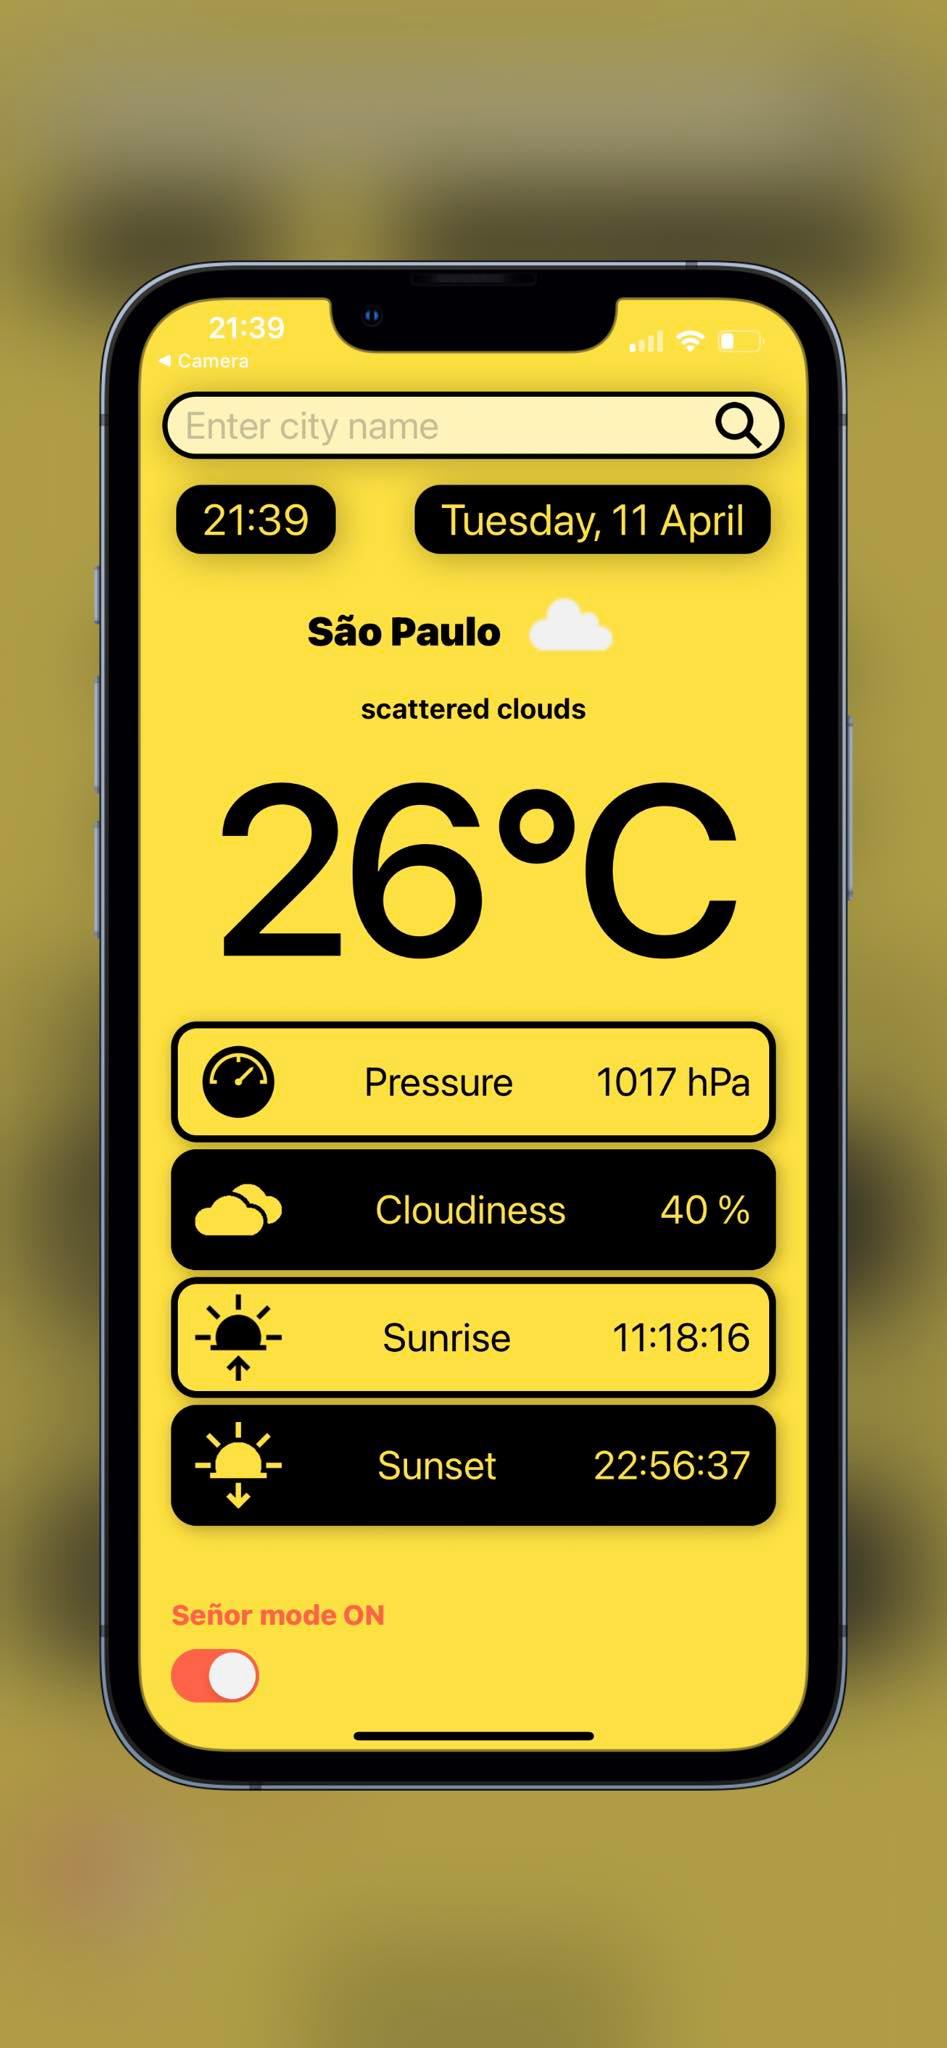 21:39
◀ Camera
Enter city name
21:39
Tuesday, 11 April
São Paulo
scattered clouds
26°C
Pressure 1017 hPa
Cloudiness 40 %
Sunrise 11:18:16
Sunset 22:56:37
Señor mode ON